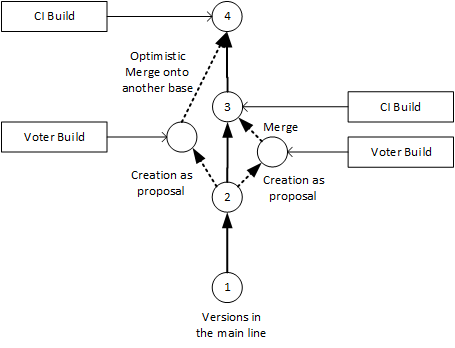 CI Build
4
Optimistic
Merge onto
another base
3
CI Build
Voter Build
Merge
Voter Build
Creation as
proposal
Creation as
proposal
2
1
Versions in
the main line